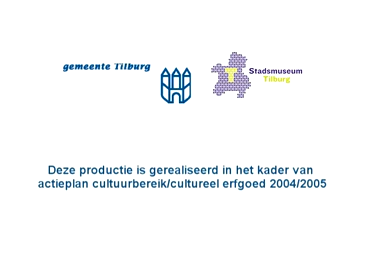 gemeente Tilburg
Stadsmuseum
Tilburg
Deze productie is gerealiseerd in het kader van
actieplan cultuurbereik/cultureel erfgoed 2004/2005